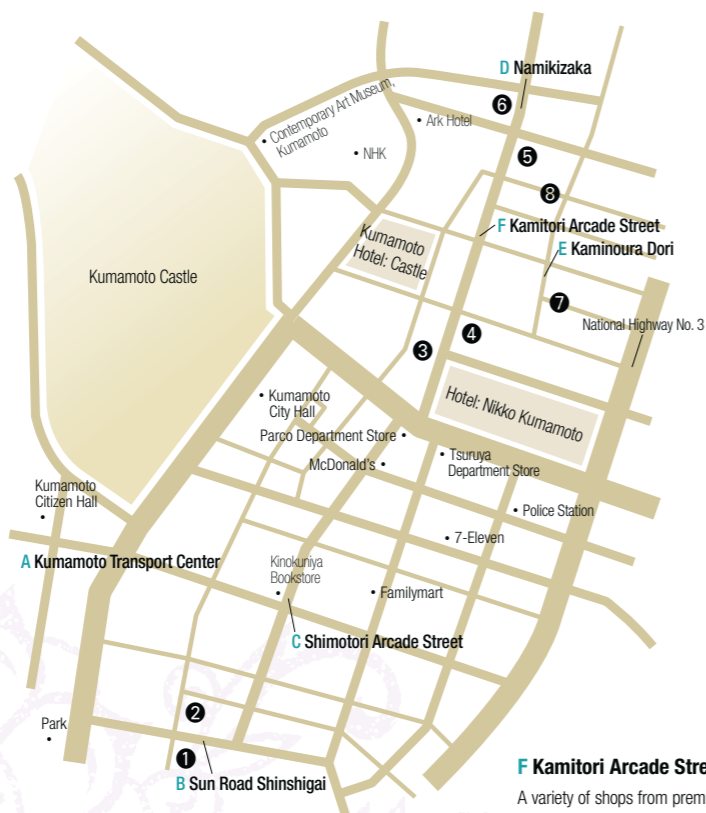 D Namikizaka
6
Contemporary Art Museum,
Kumamoto
Ark Hotel
NHK
5
8
F Kamitori Arcade Street
Kumamoto
Hotel: Castle
E Kaminoura Dori
Kumamoto Castle
7
National Highway No. 3
4
3
Hotel: Nikko Kumamoto
Kumamoto
City Hall
Parco Department Store
McDonald's
Tsuruya
Department Store
Kumamoto
Citizen Hall
Police Station
7-Eleven
A Kumamoto Transport Center
Kinokuniya
Bookstore
Familymart
C Shimotori Arcade Street
2
Park
1
B Sun Road Shinshigai
F Kamitori Arcade Stre
A variety of shops from prem